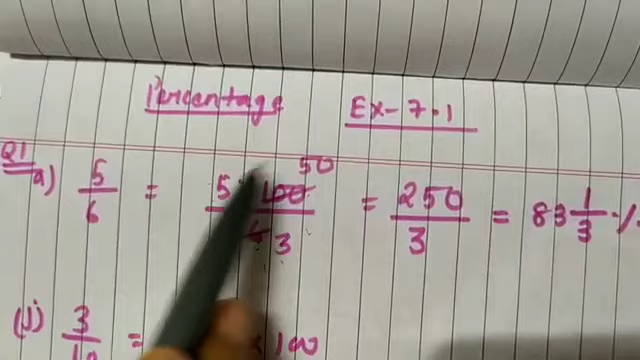 Percentage Ex-7.1
Q1
a) 5/6 = 5 100 50 / 6 3 = 250/3 = 83 1/3 %
(j) 3/10 = 100